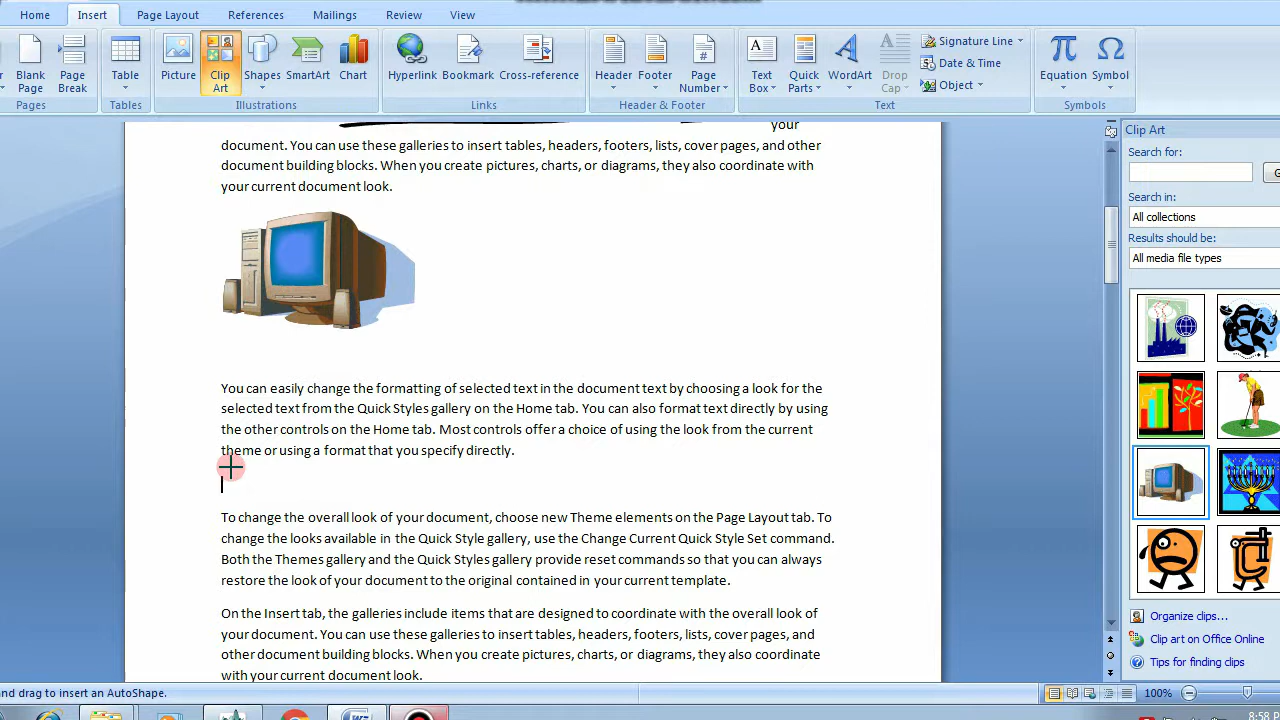 Home Insert Page Layout References Mailings Review View
Blank Page
Page Break
Table
Picture
Clip Art
Shapes
SmartArt
Chart
Hyperlink
Bookmark
Cross-reference
Header
Footer
Page Number
Text Box
Quick Parts
WordArt
Drop Cap
Signature Line
Date & Time
Object
Equation
Symbol
Pages Tables Illustrations Links Header & Footer Text Symbols
your
document. You can use these galleries to insert tables, headers, footers, lists, cover pages, and other
document building blocks. When you create pictures, charts, or diagrams, they also coordinate with
your current document look.
You can easily change the formatting of selected text in the document text by choosing a look for the
selected text from the Quick Styles gallery on the Home tab. You can also format text directly by using
the other controls on the Home tab. Most controls offer a choice of using the look from the current
theme or using a format that you specify directly.
To change the overall look of your document, choose new Theme elements on the Page Layout tab. To
change the looks available in the Quick Style gallery, use the Change Current Quick Style Set command.
Both the Themes gallery and the Quick Styles gallery provide reset commands so that you can always
restore the look of your document to the original contained in your current template.
On the Insert tab, the galleries include items that are designed to coordinate with the overall look of
your document. You can use these galleries to insert tables, headers, footers, lists, cover pages, and
other document building blocks. When you create pictures, charts, or diagrams, they also coordinate
with your current document look.
Clip Art
Search for:
Search in:
All collections
Results should be:
All media file types
Organize clips...
Clip art on Office Online
Tips for finding clips
and drag to insert an AutoShape.
100%
8:58 P